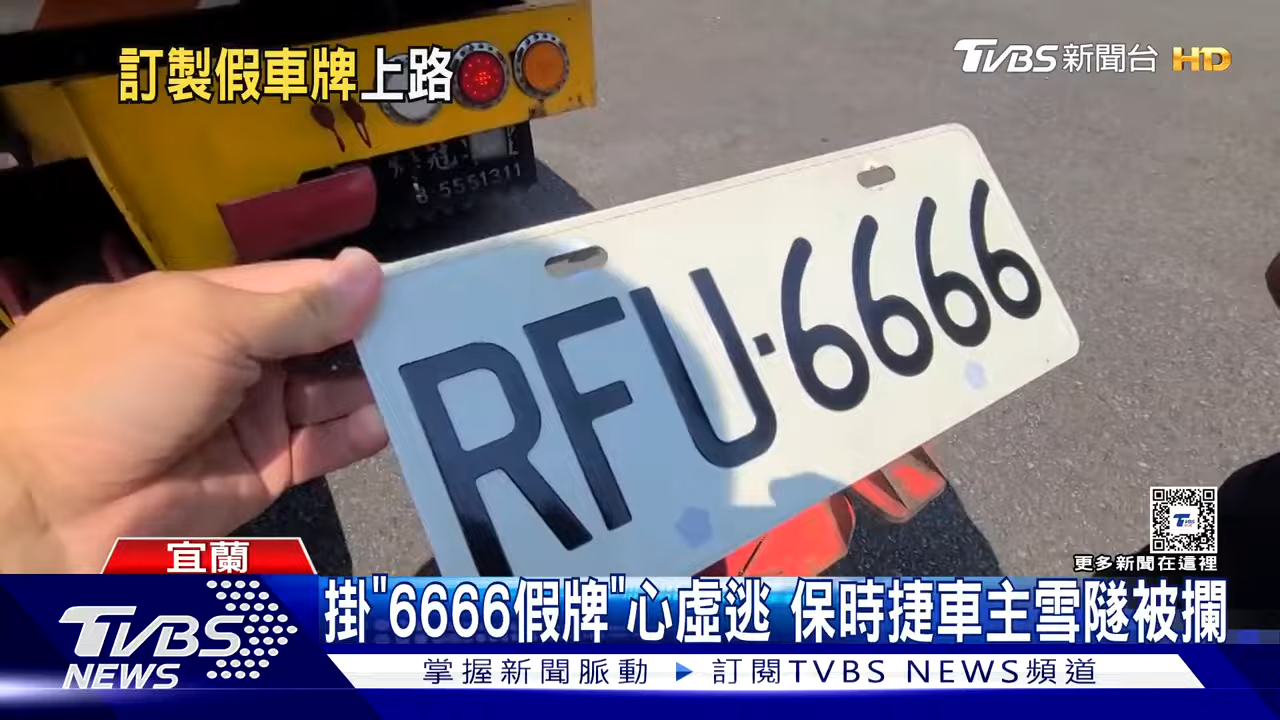 訂製假車牌上路
TVBS新聞台 HD
5551311
RFU-6666
TVBS
更多新聞在這裡
宜蘭
掛"6666假牌"心虛逃 保時捷車主雪隧被攔
TVBS NEWS
掌握新聞脈動 ▶ 訂閱TVBS NEWS頻道